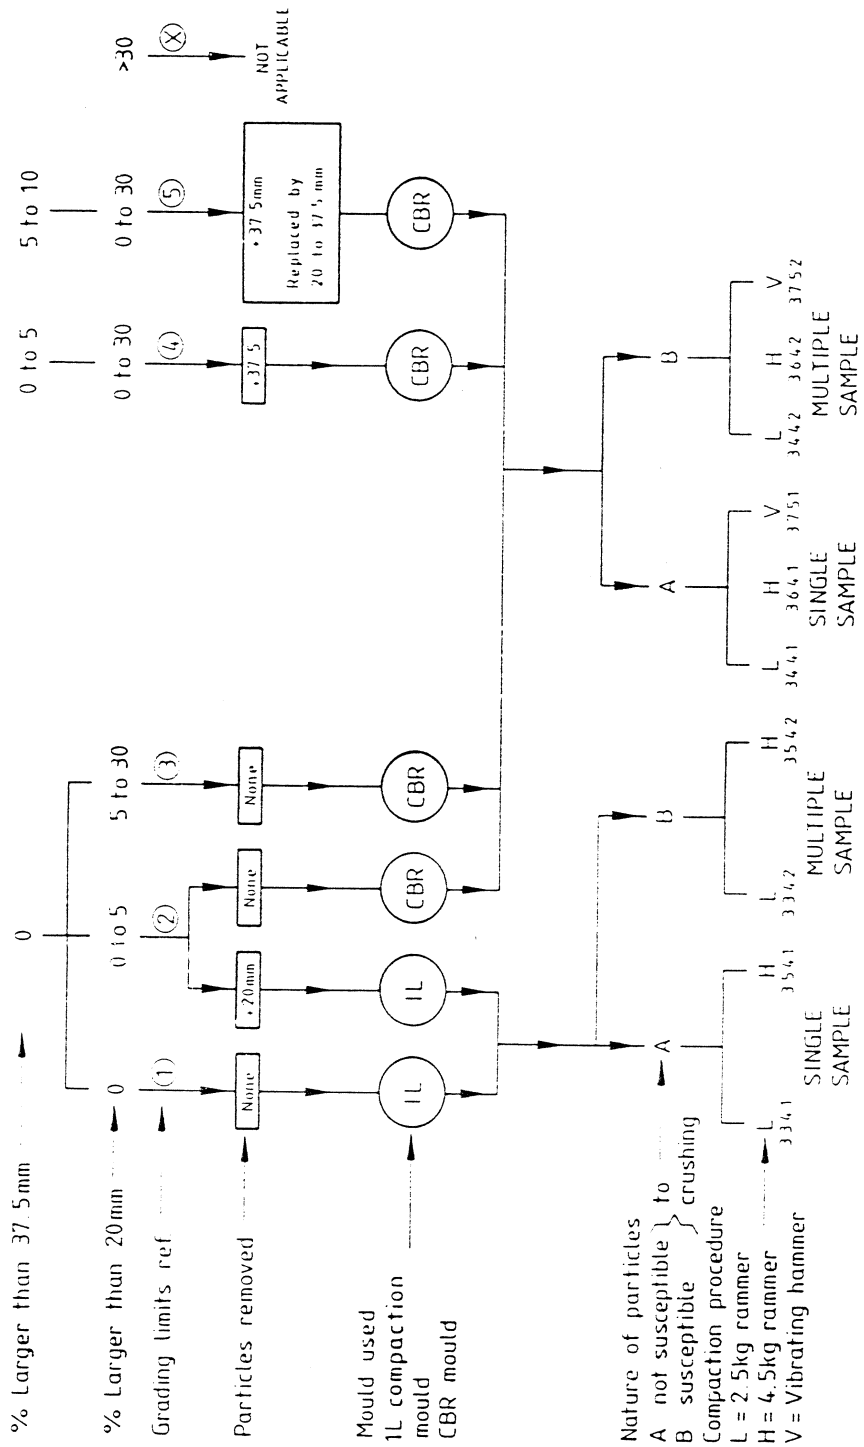 % Larger than 37.5mm
0
0 to 5
5 to 10
% Larger than 20mm
0
0 to 5
5 to 30
0 to 30
0 to 30
>30
Grading limits ref
(1)
(2)
(3)
(4)
(5)
(X)
Particles removed
None
+20mm
None
None
+37.5
+37.5mm
Replaced by
20 to 37.5 mm
NOT
APPLICABLE
Mould used
1L compaction
mould
CBR mould
1L
1L
CBR
CBR
CBR
CBR
Nature of particles
A not susceptible } to
B susceptible } crushing
A
B
A
B
Compaction procedure
L = 2.5kg rammer
H = 4.5kg rammer
V = Vibrating hammer
L
H
L
H
L
H
V
L
H
V
3341
3541
3342
3542
3441
3641
3751
3442
3642
3752
SINGLE
SAMPLE
MULTIPLE
SAMPLE
SINGLE
SAMPLE
MULTIPLE
SAMPLE